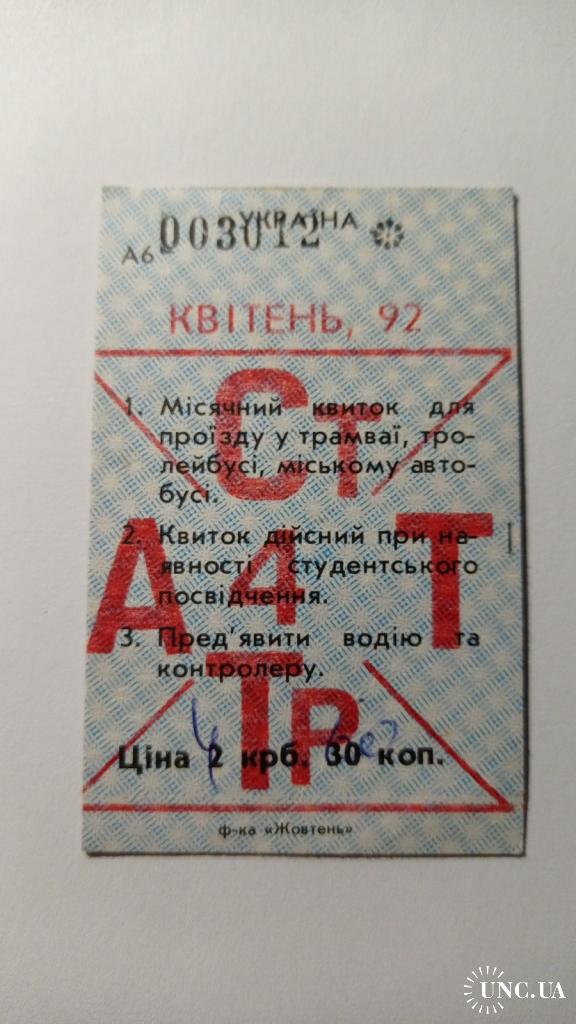 УКРАЇНА
А6 003012
КВІТЕНЬ, 92
Ст
1. Місячний квиток для
проїзду у трамваї, тро-
лейбусі, міському авто-
бусі.
А 4 Т
2. Квиток дійсний при на-
явності студентського
посвідчення.
3. Пред'явити водію та
контролеру.
Тр
Ціна 2 крб. 30 коп.
ф-ка «Жовтень»
UNC.UA